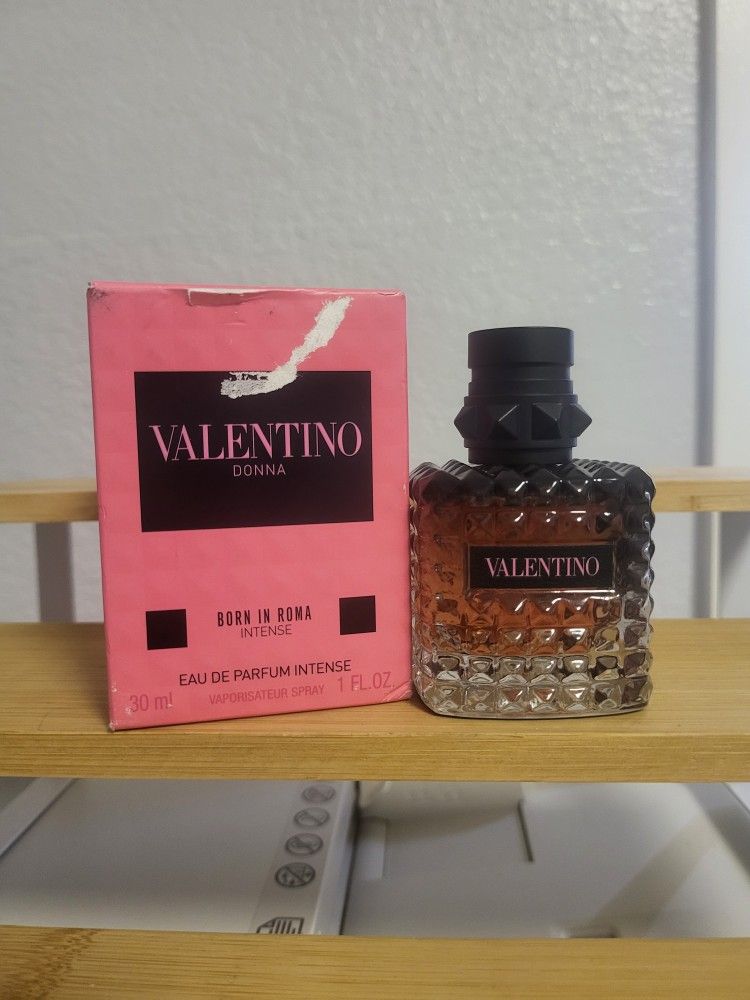 VALENTINO
DONNA
BORN IN ROMA
INTENSE
EAU DE PARFUM INTENSE
30 ml VAPORISATEUR SPRAY 1 FL.OZ.
VALENTINO